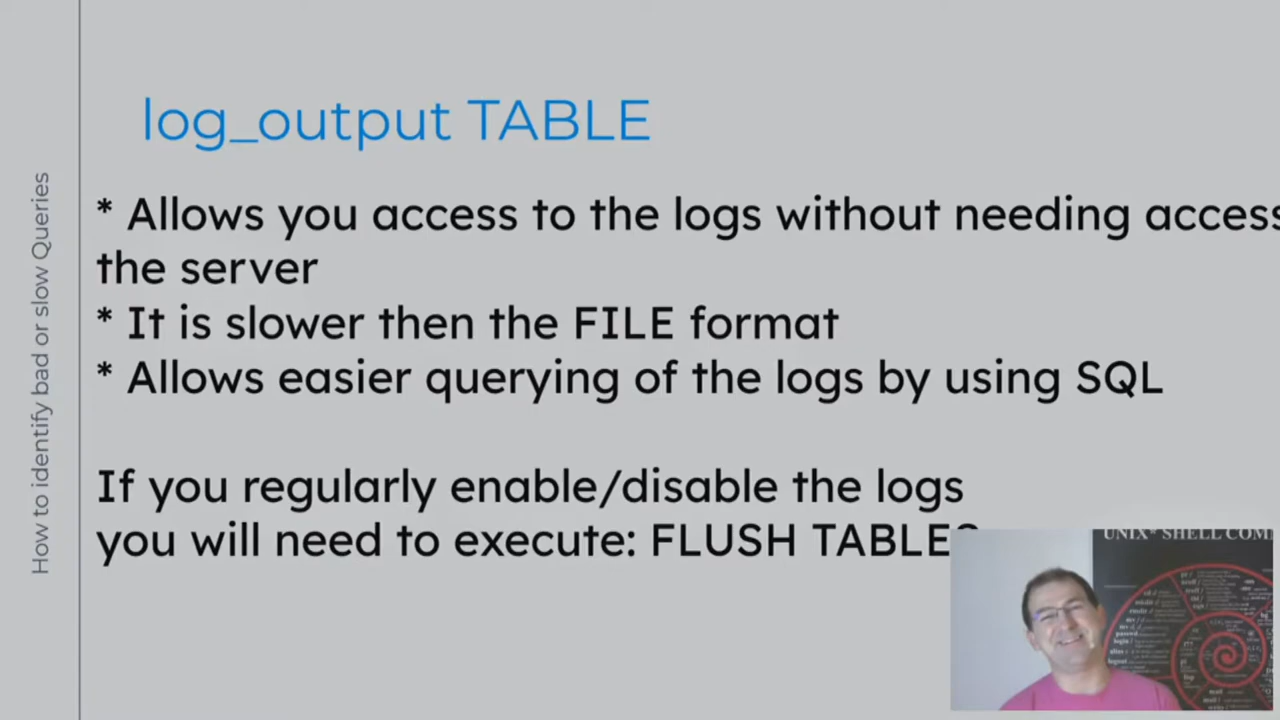 log_output TABLE
* Allows you access to the logs without needing access
the server
* It is slower then the FILE format
* Allows easier querying of the logs by using SQL
If you regularly enable/disable the logs
you will need to execute: FLUSH TABLES
How to identify bad or slow Queries
UNIX* SHELL COM